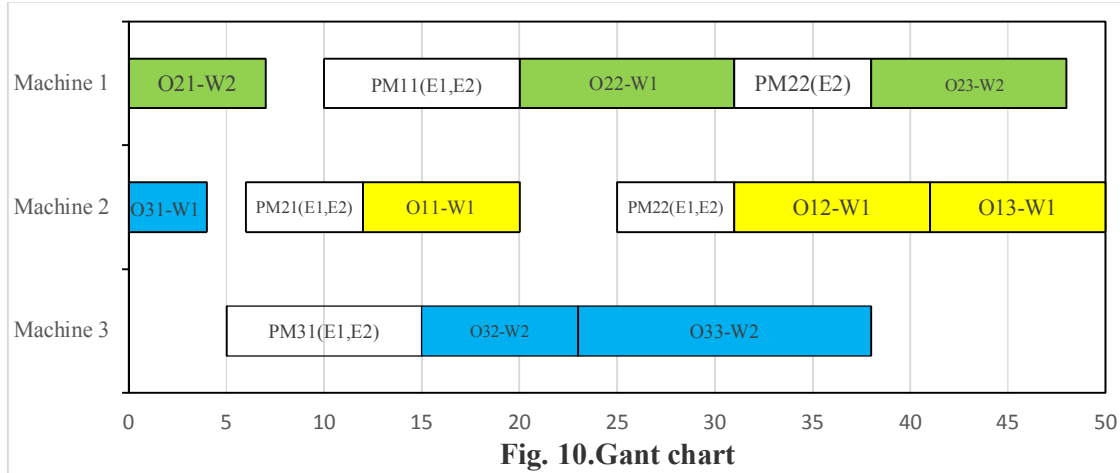 Machine 1
O21-W2
PM11(E1,E2)
O22-W1
PM22(E2)
O23-W2
Machine 2
O31-W1
PM21(E1,E2)
O11-W1
PM22(E1,E2)
O12-W1
O13-W1
Machine 3
PM31(E1,E2)
O32-W2
O33-W2
0 5 10 15 20 25 30 35 40 45 50
Fig. 10.Gant chart